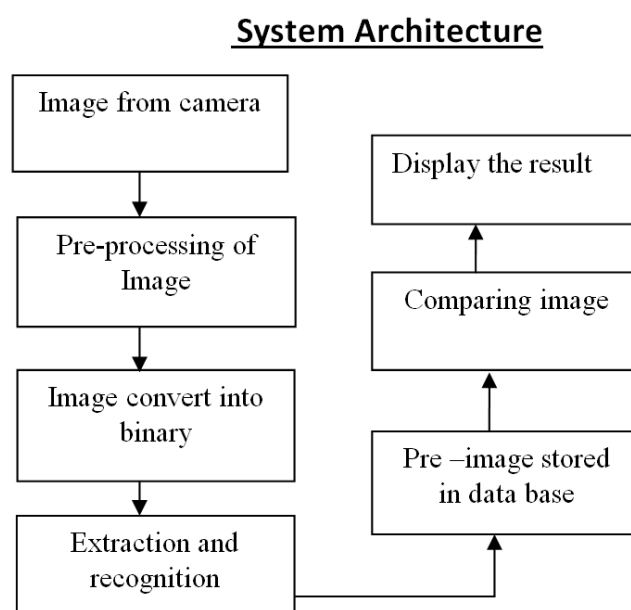 System Architecture
Image from camera
Pre-processing of
Image
Image convert into
binary
Extraction and
recognition
Pre –image stored
in data base
Comparing image
Display the result